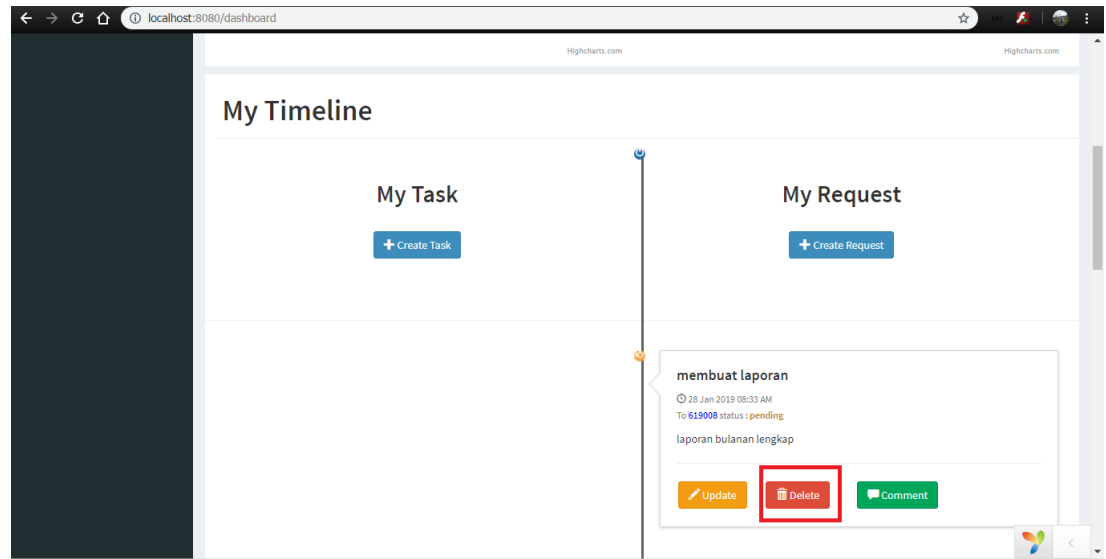 localhost:8080/dashboard
Highcharts.com
Highcharts.com
My Timeline
My Task
My Request
Create Task
Create Request
membuat laporan
28 Jan 2019 08:33 AM
To 619008 status : pending
laporan bulanan lengkap
Update
Delete
Comment